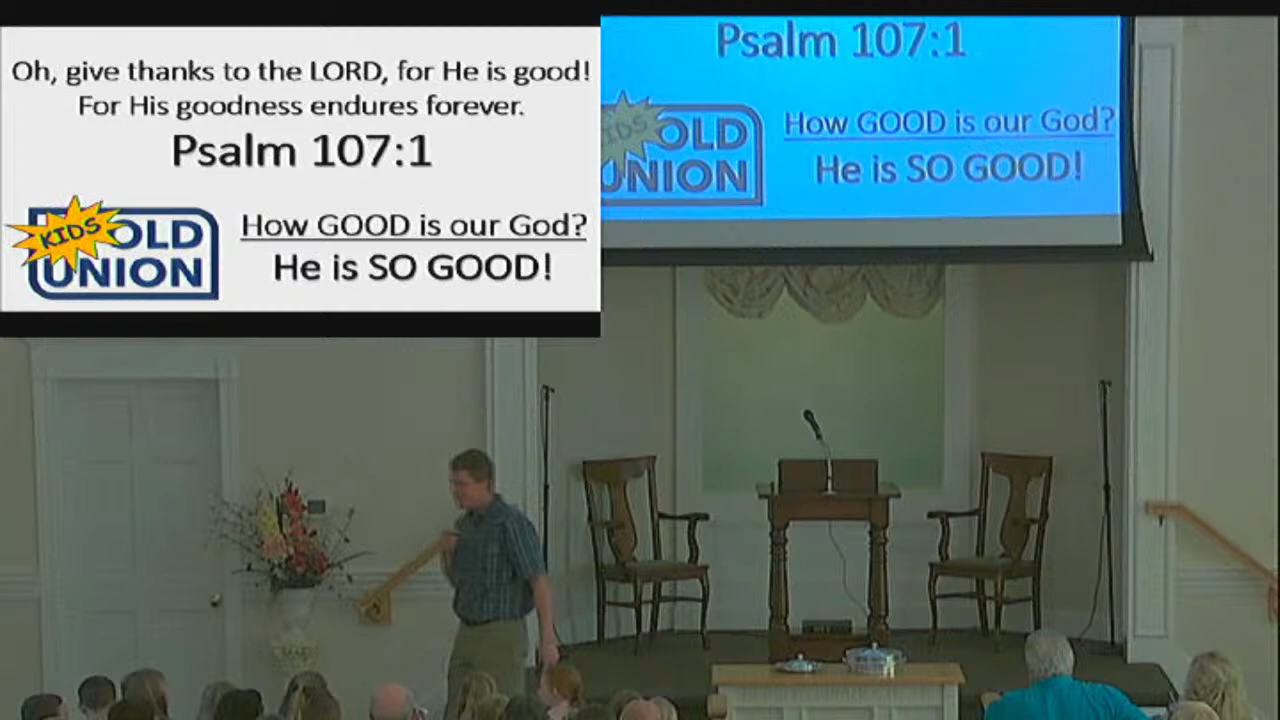 Oh, give thanks to the LORD, for He is good!
For His goodness endures forever.
Psalm 107:1
KIDS
OLD
UNION
How GOOD is our God?
He is SO GOOD!
Psalm 107:1
KIDS
OLD
UNION
How GOOD is our God?
He is SO GOOD!